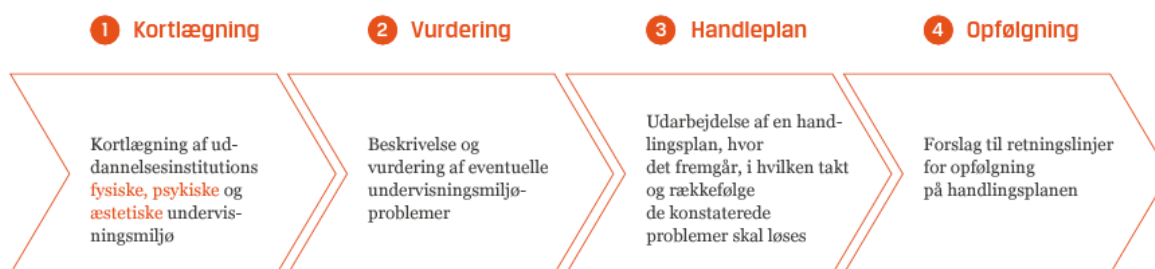 1 Kortlægning
Kortlægning af ud-
dannelsesinstitutions
fysiske, psykiske og
æstetiske undervis-
ningsmiljø
2 Vurdering
Beskrivelse og
vurdering af eventuelle
undervisningsmiljø-
problemer
3 Handleplan
Udarbejdelse af en hand-
lingsplan, hvor
det fremgår, i hvilken takt
og rækkefølge
de konstaterede
problemer skal løses
4 Opfølgning
Forslag til retningslinjer
for opfølgning
på handlingsplanen